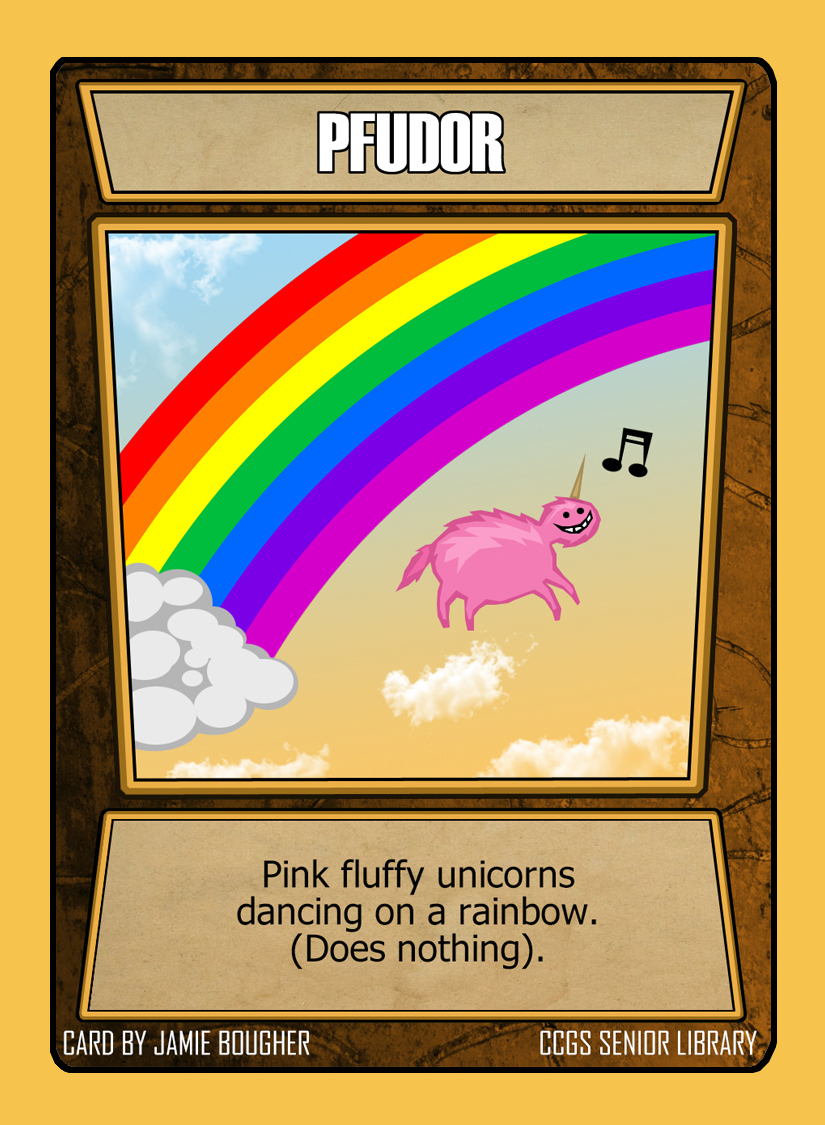 PFUDOR
Pink fluffy unicorns
dancing on a rainbow.
(Does nothing).
CARD BY JAMIE BOUGHER
CCGS SENIOR LIBRARY